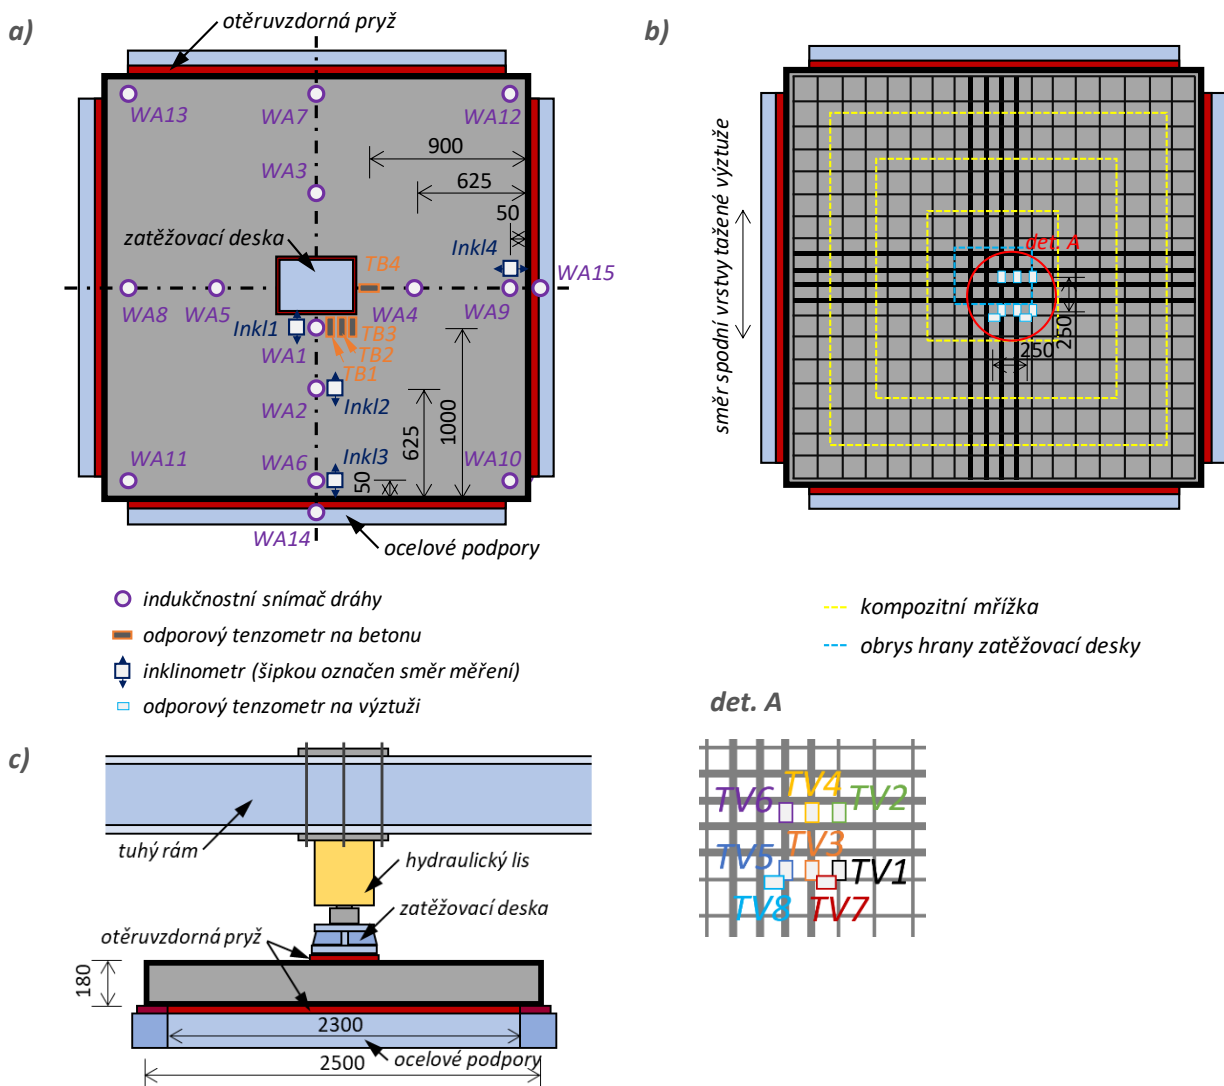 a)
otěruvzdorná pryž
WA13
WA7
WA12
900
WA3
625
50
zatěžovací deska
Inkl4
TB4
WA15
WA8
WA5
WA4
WA9
Inkl1
WA1
TB3
TB2
TB1
WA2
Inkl2
625
1000
WA11
WA6
Inkl3
50
WA10
WA14
ocelové podpory
indukčnostní snímač dráhy
odporový tenzometr na betonu
inklinometr (šipkou označen směr měření)
odporový tenzometr na výztuži
b)
směr spodní vrstvy tažené výztuže
det. A
250
250
kompozitní mřížka
obrys hrany zatěžovací desky
det. A
TV6
TV4
TV2
TV5
TV3
TV1
TV8
TV7
c)
tuhý rám
hydraulický lis
zatěžovací deska
otěruvzdorná pryž
180
2300
ocelové podpory
2500